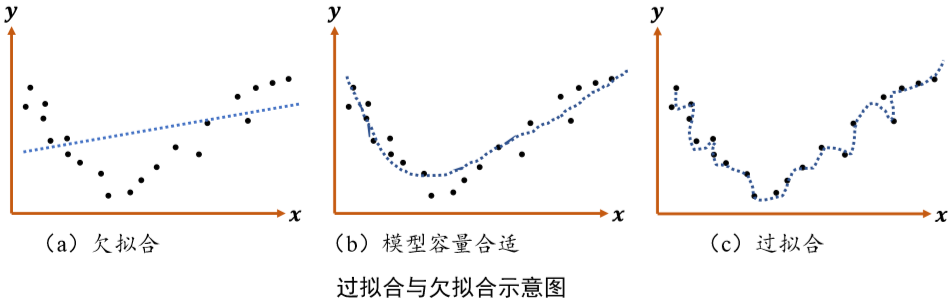 y y y
x x x
（a）欠拟合 （b）模型容量合适 （c）过拟合
过拟合与欠拟合示意图